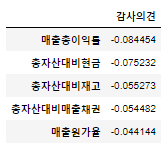 감사의견
매출총이익률 -0.084454
총자산대비현금 -0.075232
총자산대비재고 -0.055273
총자산대비매출채권 -0.054482
매출원가율 -0.044144